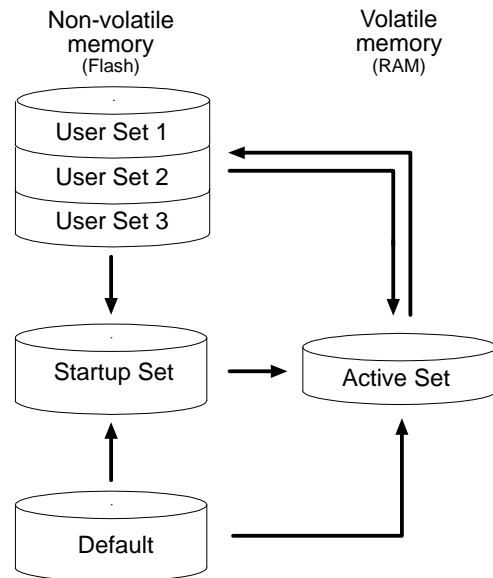 Non-volatile
memory
(Flash)
Volatile
memory
(RAM)
User Set 1
User Set 2
User Set 3
Startup Set
Active Set
Default